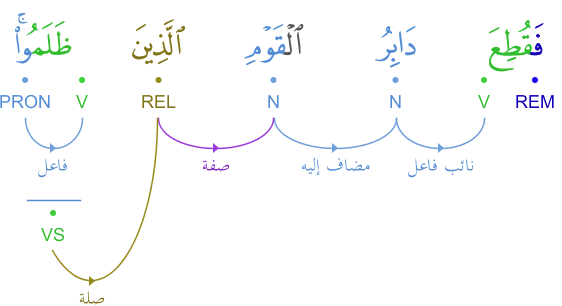 فَقُطِعَ دَابِرُ ٱلْقَوْمِ ٱلَّذِينَ ظَلَمُوا۟ۚ
PRON V REL N N V REM
فاعل صفة مضاف إليه نائب فاعل
VS
صلة